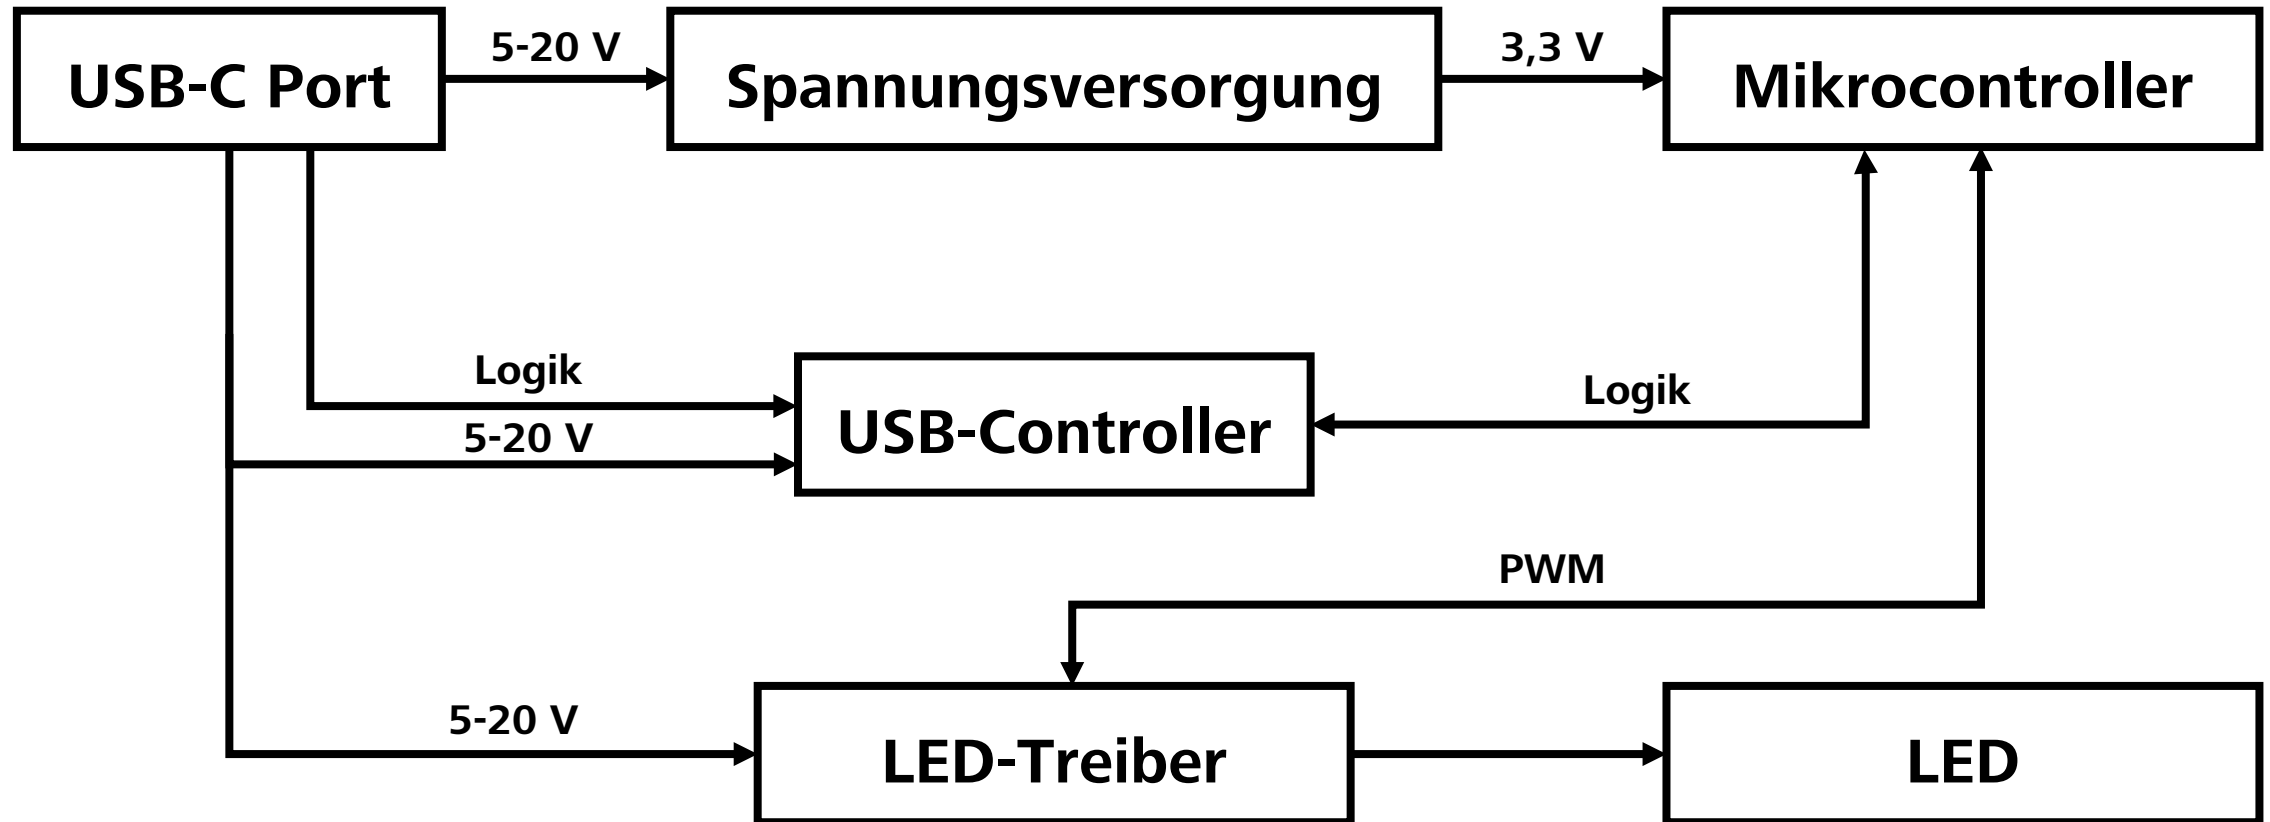 USB-C Port
5-20 V
Spannungsversorgung
3,3 V
Mikrocontroller
Logik
5-20 V
USB-Controller
Logik
PWM
5-20 V
LED-Treiber
LED